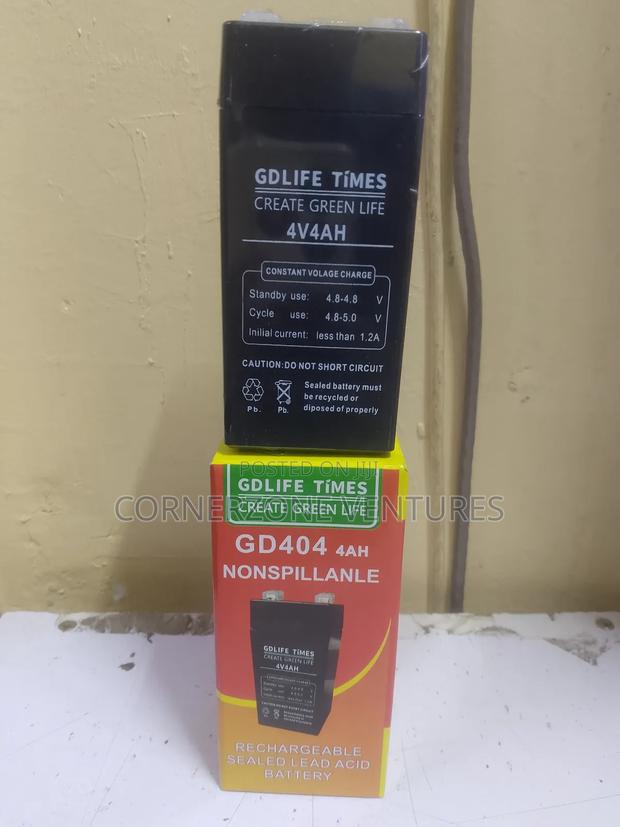 GDLIFE TiMES
CREATE GREEN LIFE
4V4AH
CONSTANT VOLAGE CHARGE
Standby use: 4.8-4.8 V
Cycle use: 4.8-5.0 V
Inilial current: less than 1.2A
CAUTION:DO NOT SHORT CIRCUIT
Pb. Pb.
Sealed battery must
be recycled or
diposed of properly
POSTED ON JIJI
CORNERZONE VENTURES
GDLIFE TiMES
CREATE GREEN LIFE
GD404 4AH
NONSPILLANLE
GDLIFE TiMES
CREATE GREEN LIFE
4V4AH
RECHARGEABLE
SEALED LEAD ACID
BATTERY